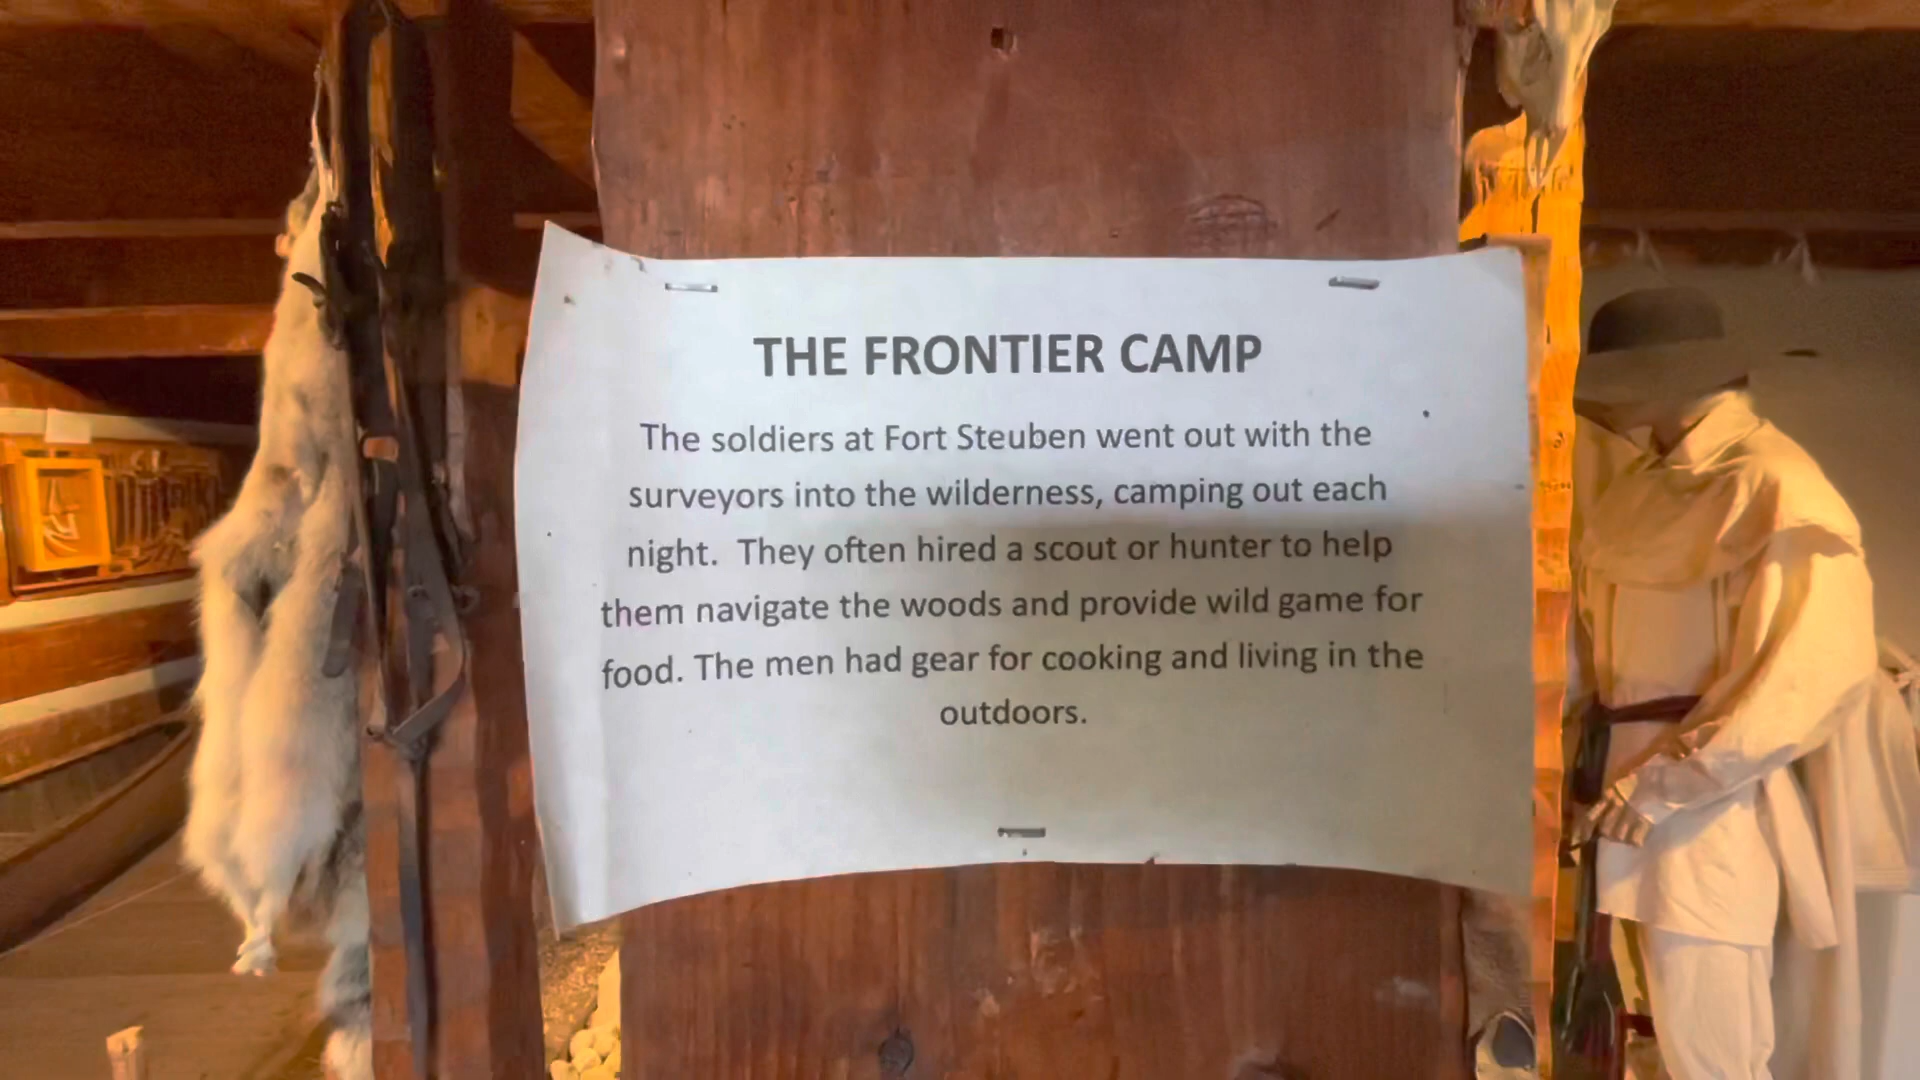 THE FRONTIER CAMP
The soldiers at Fort Steuben went out with the
surveyors into the wilderness, camping out each
night.  They often hired a scout or hunter to help
them navigate the woods and provide wild game for
food. The men had gear for cooking and living in the
outdoors.